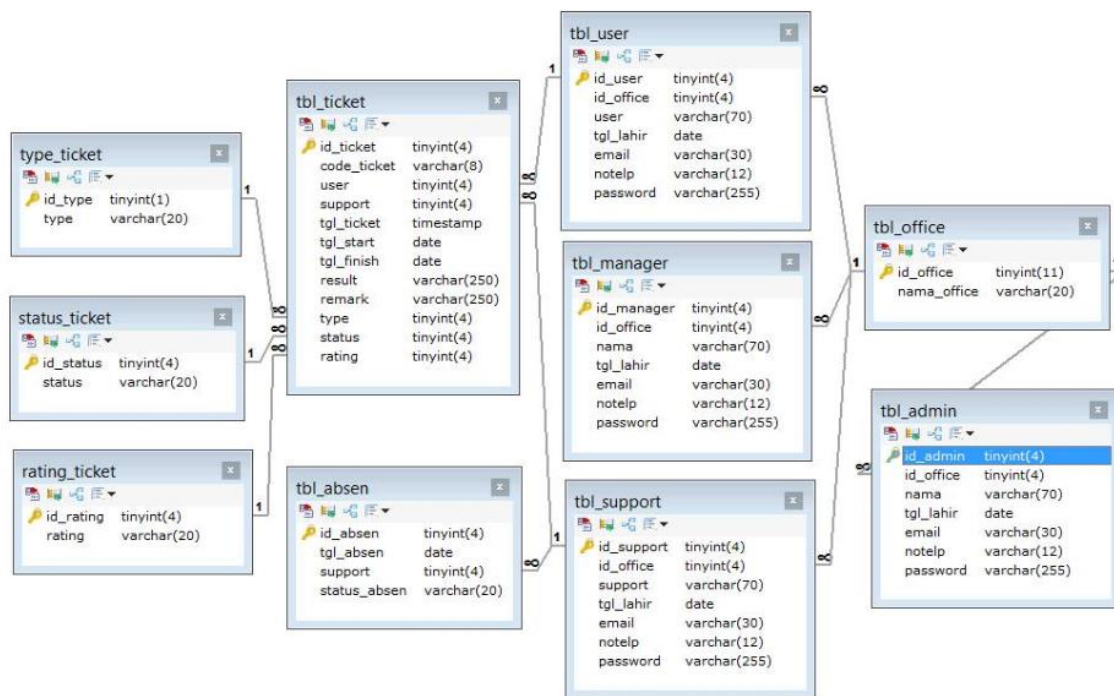 type_ticket
id_type tinyint(1)
type varchar(20)
status_ticket
id_status tinyint(4)
status varchar(20)
rating_ticket
id_rating tinyint(4)
rating varchar(20)
tbl_ticket
id_ticket tinyint(4)
code_ticket varchar(8)
user tinyint(4)
support tinyint(4)
tgl_ticket timestamp
tgl_start date
tgl_finish date
result varchar(250)
remark varchar(250)
type tinyint(4)
status tinyint(4)
rating tinyint(4)
tbl_absen
id_absen tinyint(4)
tgl_absen date
support tinyint(4)
status_absen varchar(20)
tbl_user
id_user tinyint(4)
id_office tinyint(4)
user varchar(70)
tgl_lahir date
email varchar(30)
notelp varchar(12)
password varchar(255)
tbl_manager
id_manager tinyint(4)
id_office tinyint(4)
nama varchar(70)
tgl_lahir date
email varchar(30)
notelp varchar(12)
password varchar(255)
tbl_support
id_support tinyint(4)
id_office tinyint(4)
support varchar(70)
tgl_lahir date
email varchar(30)
notelp varchar(12)
password varchar(255)
tbl_office
id_office tinyint(11)
nama_office varchar(20)
tbl_admin
id_admin tinyint(4)
id_office tinyint(4)
nama varchar(70)
tgl_lahir date
email varchar(30)
notelp varchar(12)
password varchar(255)
1
∞
1
∞
1
∞
1
∞
∞
1
∞
∞
1
∞
∞
∞